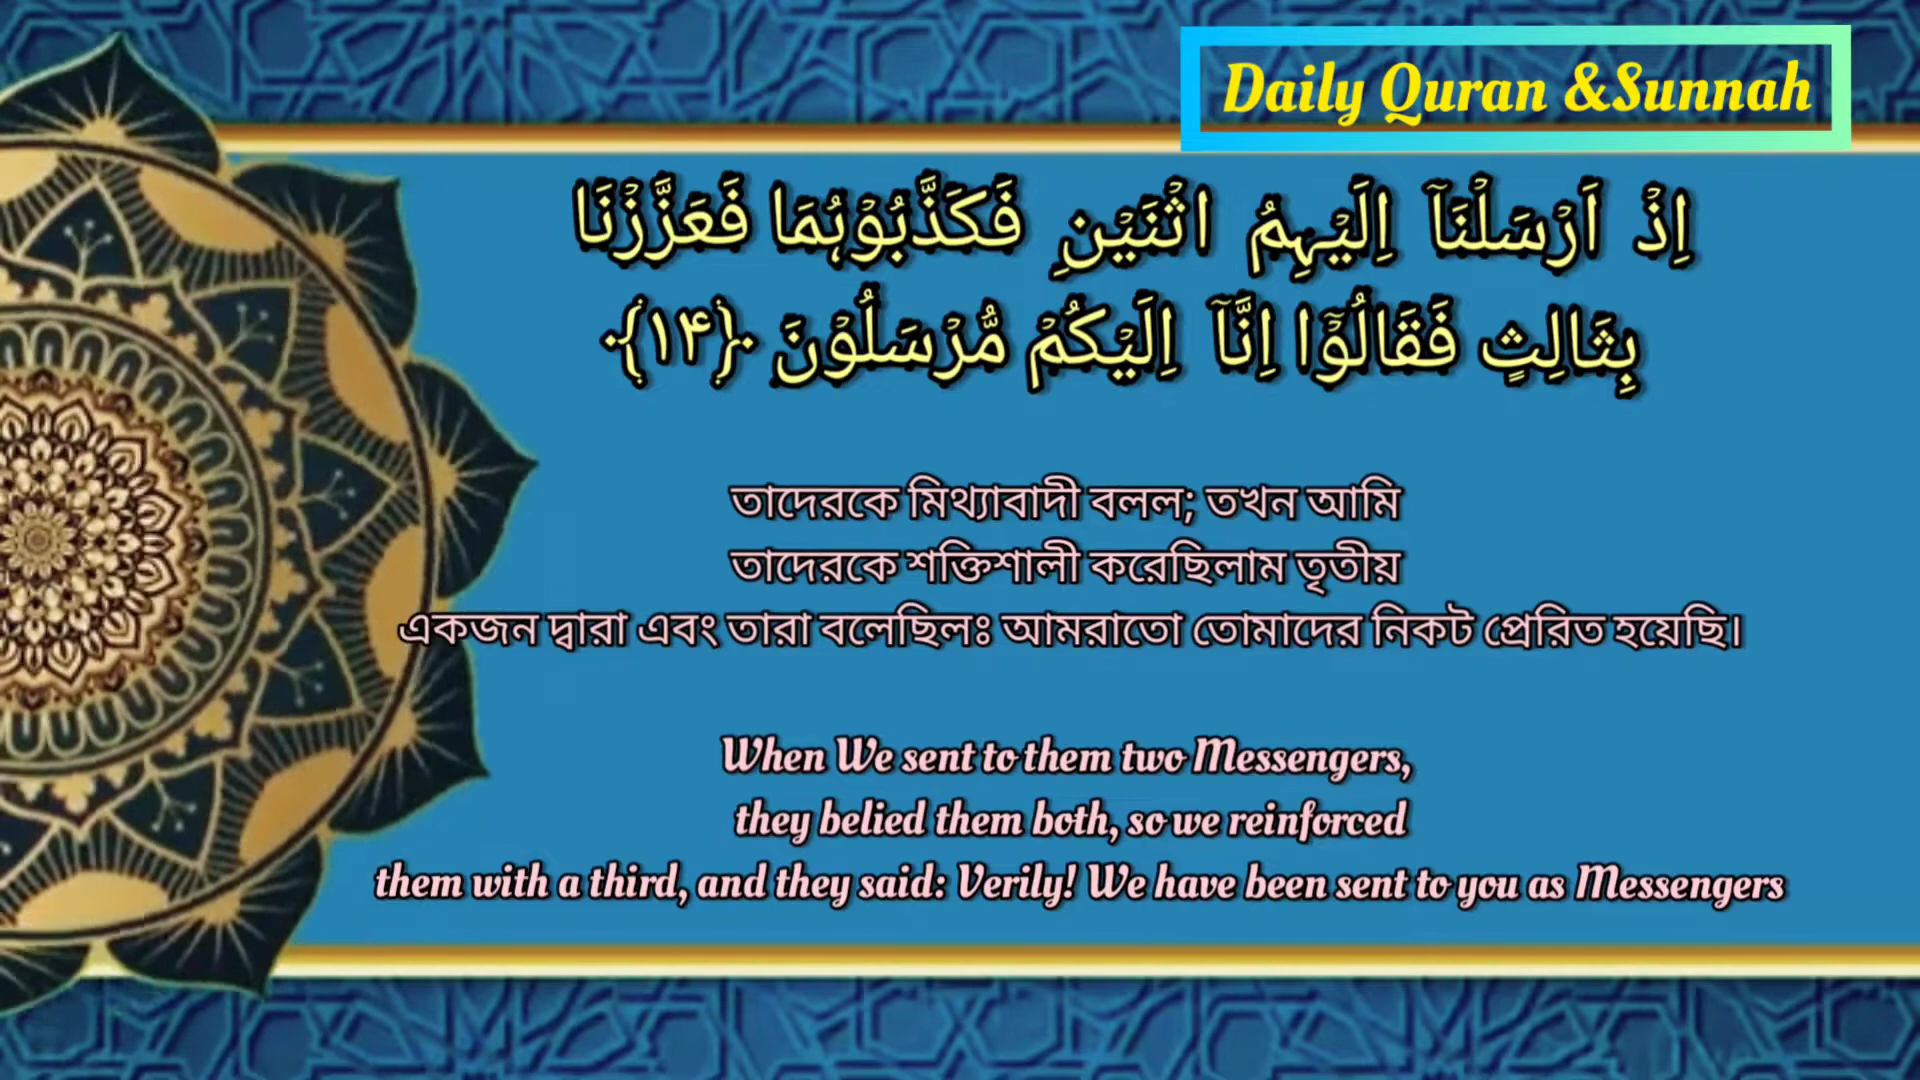 Daily Quran &Sunnah
اِذۡ اَرۡسَلۡنَاۤ اِلَیۡہِمُ اثۡنَیۡنِ فَکَذَّبُوۡہُمَا فَعَزَّزۡنَا
بِثَالِثٍ فَقَالُوۡۤا اِنَّاۤ اِلَیۡکُمۡ مُّرۡسَلُوۡنَ ﴿۱۴﴾
তাদেরকে মিথ্যাবাদী বলল; তখন আমি
তাদেরকে শক্তিশালী করেছিলাম তৃতীয়
একজন দ্বারা এবং তারা বলেছিলঃ আমরাতো তোমাদের নিকট প্রেরিত হয়েছি।
When We sent to them two Messengers,
they belied them both, so we reinforced
them with a third, and they said: Verily! We have been sent to you as Messengers